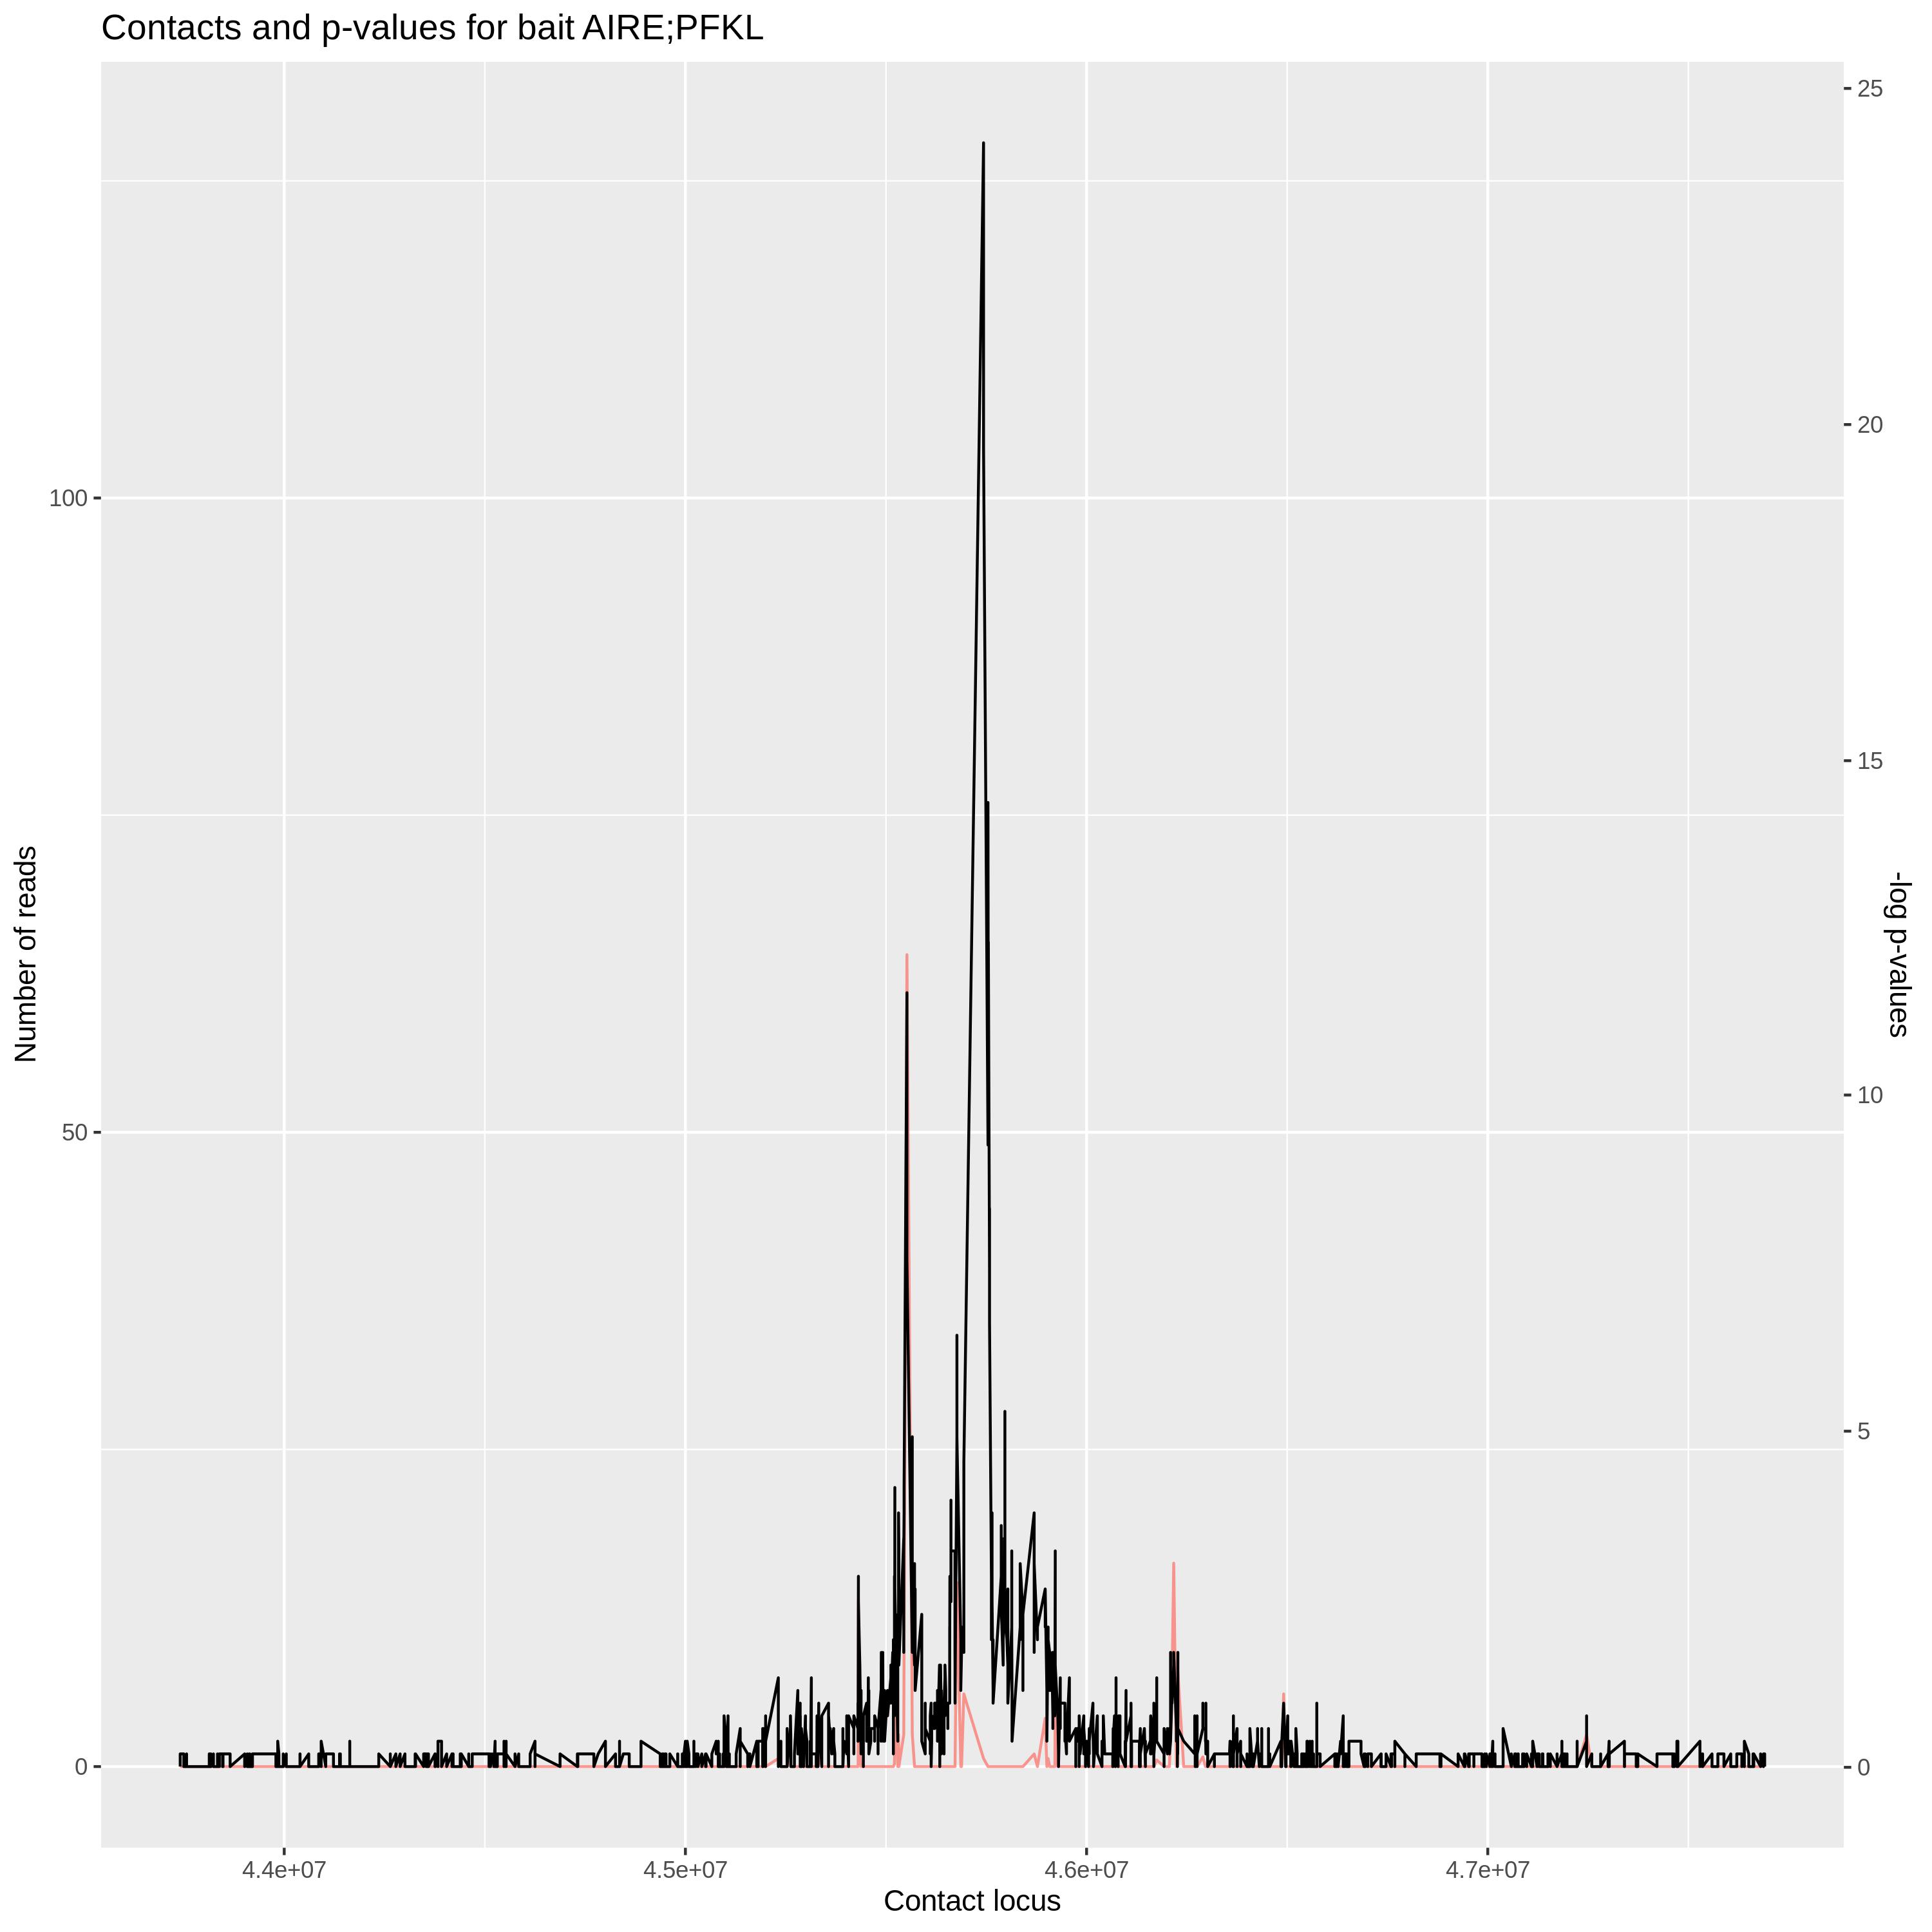 Contacts and p-values for bait AIRE;PFKL
Number of reads
100
50
0
25
20
15
10
5
0
-log p-values
4.4e+07
4.5e+07
4.6e+07
4.7e+07
Contact locus